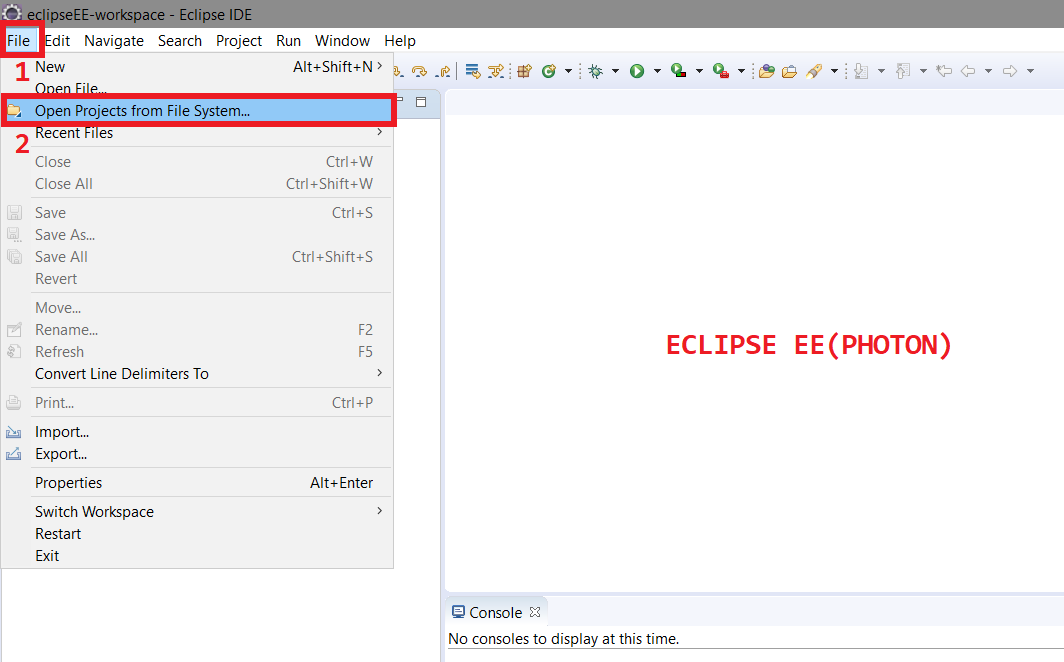 eclipseEE-workspace - Eclipse IDE
File Edit Navigate Search Project Run Window Help
1 New Alt+Shift+N
Open File...
Open Projects from File System...
2 Recent Files
Close Ctrl+W
Close All Ctrl+Shift+W
Save Ctrl+S
Save As...
Save All Ctrl+Shift+S
Revert
Move...
Rename... F2
ECLIPSE EE(PHOTON)
Refresh F5
Convert Line Delimiters To
Print... Ctrl+P
Import...
Export...
Properties Alt+Enter
Switch Workspace
Restart
Exit
Console
No consoles to display at this time.